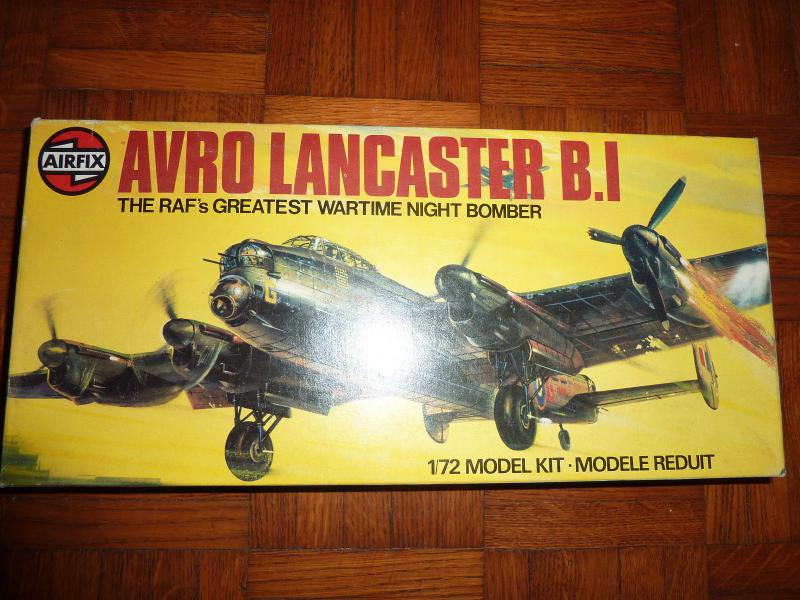 AIRFIX
AVRO LANCASTER B.I
THE RAF's GREATEST WARTIME NIGHT BOMBER
G
1/72 MODEL KIT · MODELE REDUIT